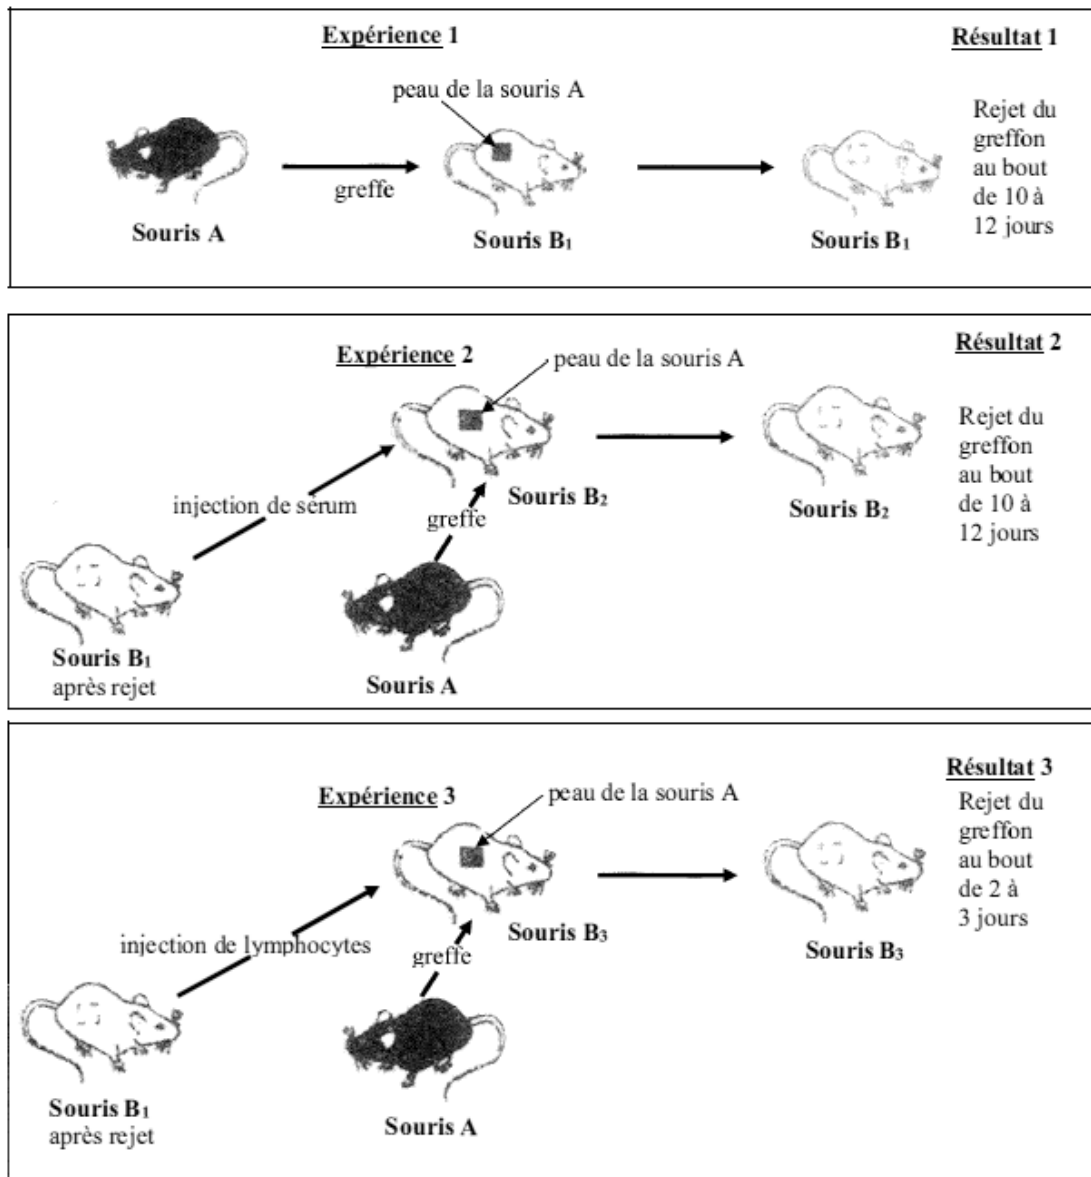 Expérience 1
Résultat 1
peau de la souris A
greffe
Souris A
Souris B1
Souris B1
Rejet du
greffon
au bout
de 10 à
12 jours
Expérience 2
Résultat 2
peau de la souris A
injection de sérum
greffe
Souris B2
Souris B2
Rejet du
greffon
au bout
de 10 à
12 jours
Souris B1
après rejet
Souris A
Expérience 3
Résultat 3
peau de la souris A
injection de lymphocytes
greffe
Souris B3
Souris B3
Rejet du
greffon
au bout
de 2 à
3 jours
Souris B1
après rejet
Souris A